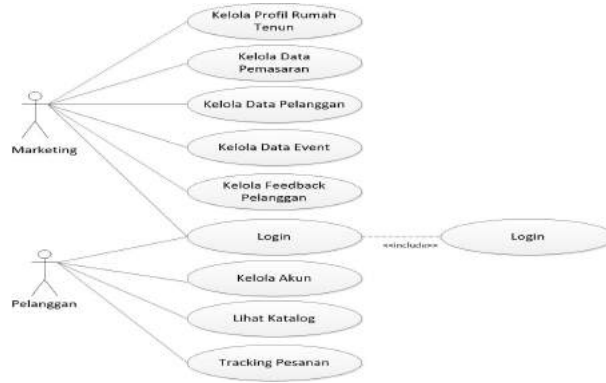 Kelola Profil Rumah
Tenun
Kelola Data
Pemasaran
Kelola Data Pelanggan
Marketing
Kelola Data Event
Kelola Feedback
Pelanggan
Login
<<include>>
Login
Pelanggan
Kelola Akun
Lihat Katalog
Tracking Pesanan